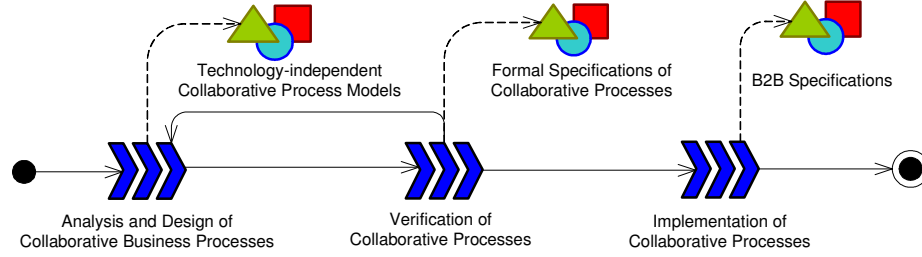 Technology-independent
Collaborative Process Models
Formal Specifications of
Collaborative Processes
B2B Specifications
Analysis and Design of
Collaborative Business Processes
Verification of
Collaborative Processes
Implementation of
Collaborative Processes